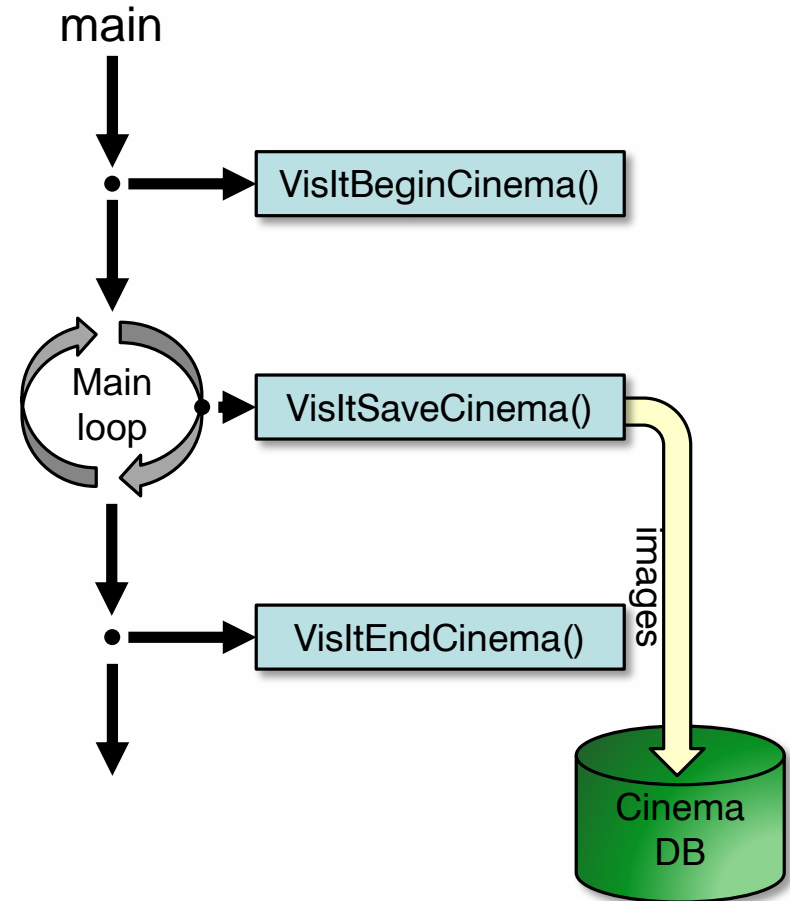 main
VisItBeginCinema()
Main
loop
VisItSaveCinema()
images
VisItEndCinema()
Cinema
DB